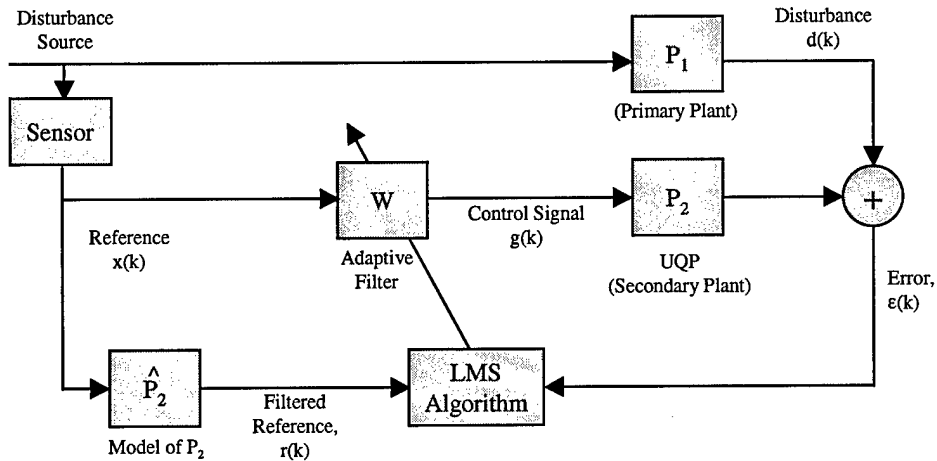 Disturbance
Source
Disturbance
d(k)
P1
(Primary Plant)
Sensor
W
Adaptive
Filter
Control Signal
g(k)
P2
UQP
(Secondary Plant)
+
Reference
x(k)
Error,
ε(k)
P̂2
Model of P2
Filtered
Reference,
r(k)
LMS
Algorithm